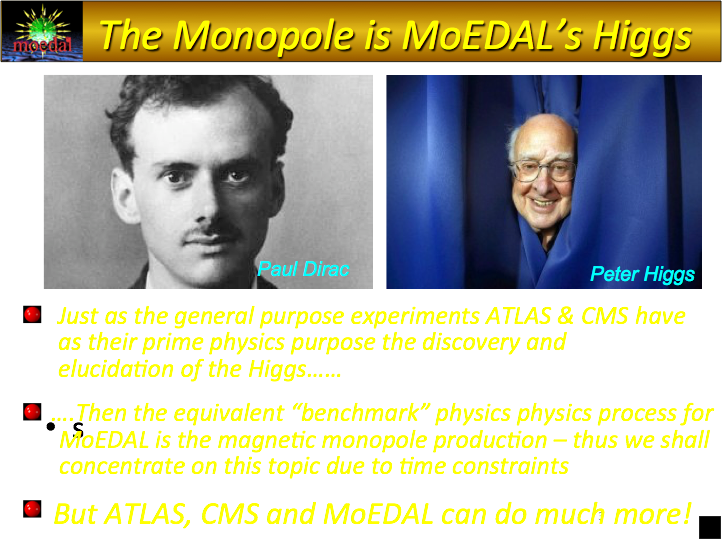 moedal
The Monopole is MoEDAL's Higgs
Paul Dirac
Peter Higgs
Just as the general purpose experiments ATLAS & CMS have
as their prime physics purpose the discovery and
elucidation of the Higgs……
….Then the equivalent “benchmark” physics physics process for
• s
MoEDAL is the magnetic monopole production – thus we shall
concentrate on this topic due to time constraints
But ATLAS, CMS and MoEDAL can do much more!